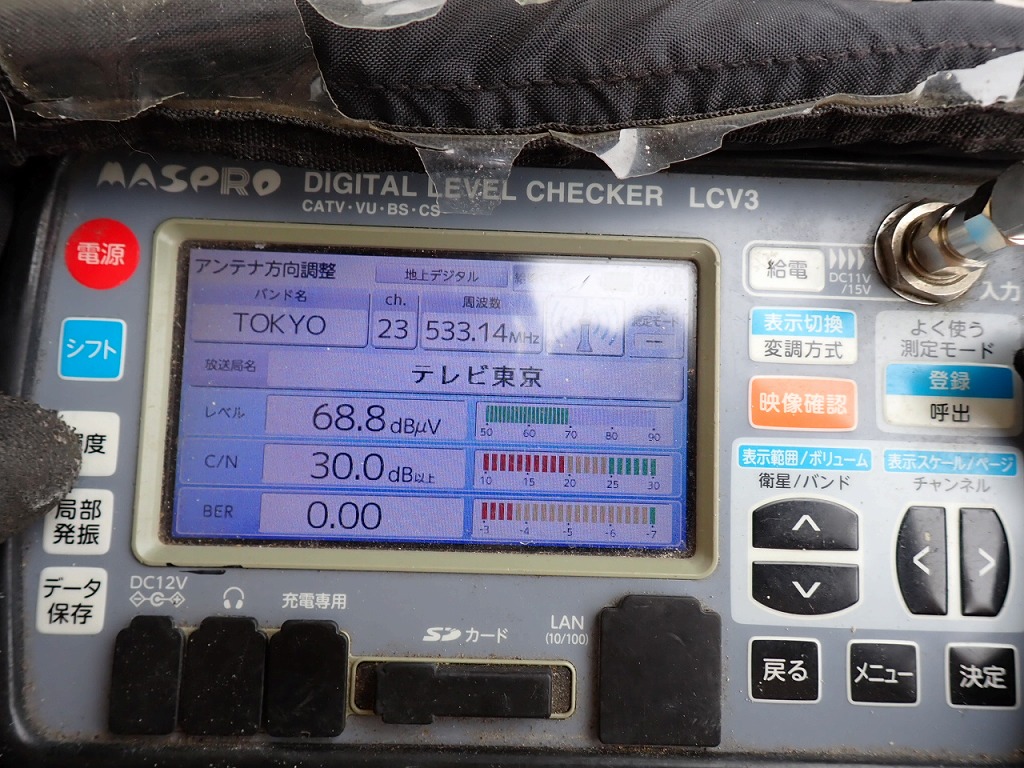 MASPRO DIGITAL LEVEL CHECKER LCV3
CATV・VU・BS・CS
電源
シフト
度
局部
発振
データ
保存
アンテナ方向調整 地上デジタル
バンド名 ch. 周波数
TOKYO 23 533.14MHz
放送局名 テレビ東京
レベル 68.8 dBμV
50 60 70 80 90
C/N 30.0 dB以上
10 15 20 25 30
BER 0.00
-3 -4 -5 -6 -7
給電 DC11V
/15V
入力
表示切換
変調方式
よく使う
測定モード
映像確認
登録
呼出
表示範囲/ボリューム
衛星/バンド
表示スケール/ページ
チャンネル
戻る メニュー 決定
DC12V
充電専用
SDカード
LAN
(10/100)